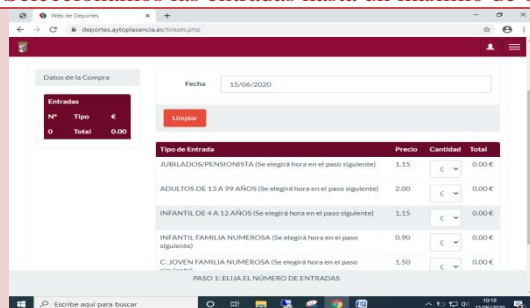 Web de Deportes
deportes.aytoplasencia.es/tickets.php
Datos de la Compra
Entradas
Nº Tipo €
0 Total 0.00
Fecha 15/06/2020
Limpiar
Tipo de Entrada Precio Cantidad Total
JUBILADOS/PENSIONISTA (Se elegirá hora en el paso siguiente) 1.15 0.00 €
ADULTOS DE 13 A 99 AÑOS (Se elegirá hora en el paso siguiente) 2.00 0.00 €
INFANTIL DE 4 A 12 AÑOS (Se elegirá hora en el paso siguiente) 1.15 0.00 €
INFANTIL FAMILIA NUMEROSA (Se elegirá hora en el paso siguiente) 0.90 0.00 €
C. JOVEN FAMILIA NUMEROSA (Se elegirá hora en el paso 1.50 0.00 €
PASO 1: ELIJA EL NÚMERO DE ENTRADAS
Escribe aquí para buscar
10:18
15/06/2020